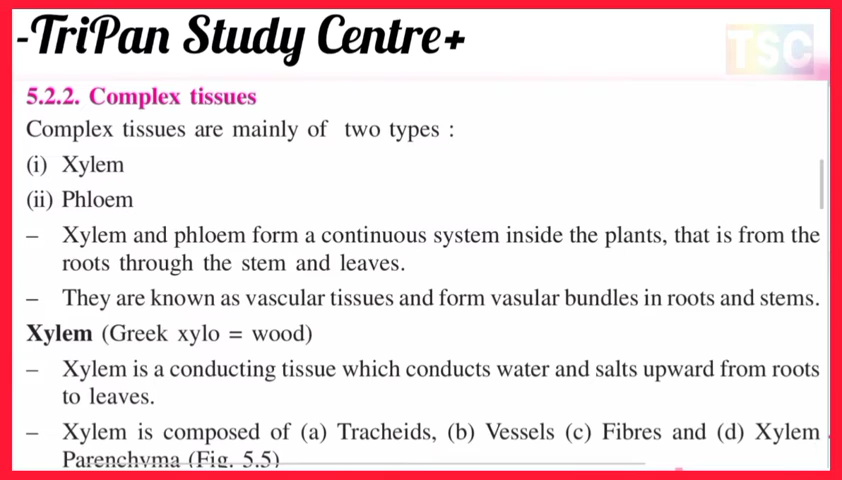 -TriPan Study Centre+
TSC
5.2.2. Complex tissues
Complex tissues are mainly of two types :
(i) Xylem
(ii) Phloem
– Xylem and phloem form a continuous system inside the plants, that is from the
roots through the stem and leaves.
– They are known as vascular tissues and form vasular bundles in roots and stems.
Xylem (Greek xylo = wood)
– Xylem is a conducting tissue which conducts water and salts upward from roots
to leaves.
– Xylem is composed of (a) Tracheids, (b) Vessels (c) Fibres and (d) Xylem
Parenchyma (Fig. 5.5)